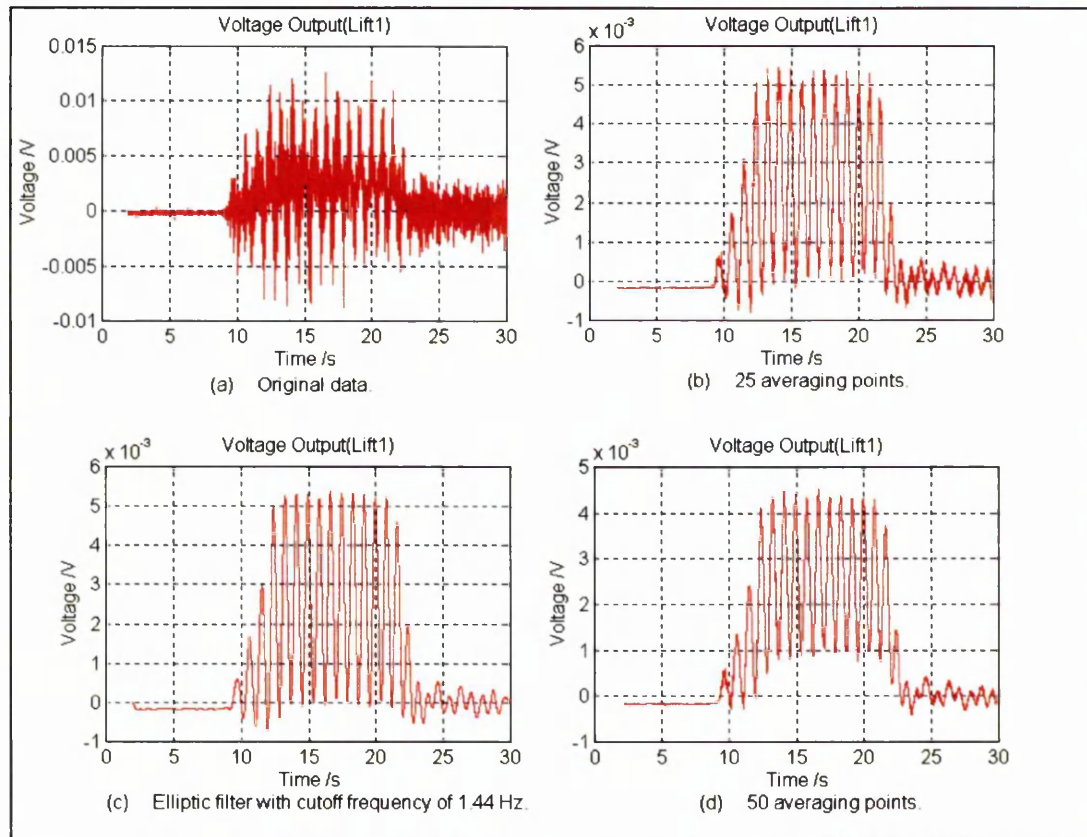 Voltage Output(Lift1)
0.015
0.01
0.005
0
-0.005
-0.01
Voltage /V
0 5 10 15 20 25 30
Time /s
(a) Original data.
Voltage Output(Lift1)
x 10-3
6
5
4
3
2
1
0
-1
Voltage /V
0 5 10 15 20 25 30
Time /s
(b) 25 averaging points.
Voltage Output(Lift1)
x 10-3
6
5
4
3
2
1
0
-1
Voltage /V
0 5 10 15 20 25 30
Time /s
(c) Elliptic filter with cutoff frequency of 1.44 Hz.
Voltage Output(Lift1)
x 10-3
5
4
3
2
1
0
-1
Voltage /V
0 5 10 15 20 25 30
Time /s
(d) 50 averaging points.